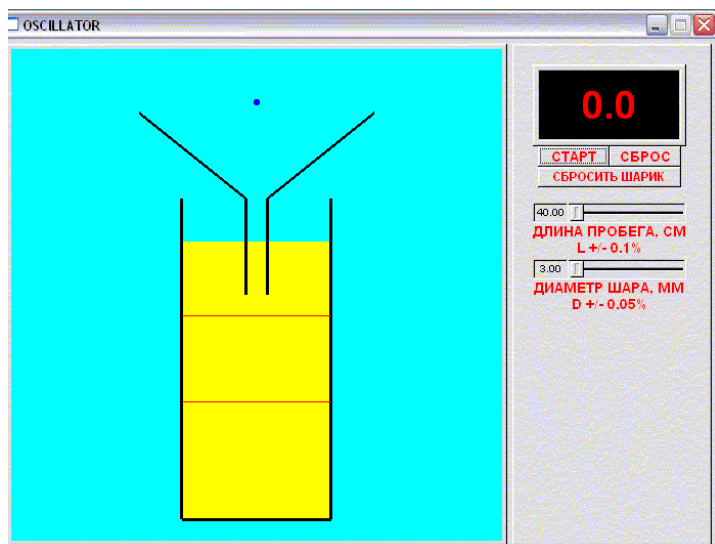 OSCILLATOR
0.0
СТАРТ СБРОС
СБРОСИТЬ ШАРИК
40.00
ДЛИНА ПРОБЕГА, СМ
L +/- 0.1%
3.00
ДИАМЕТР ШАРА, ММ
D +/- 0.05%